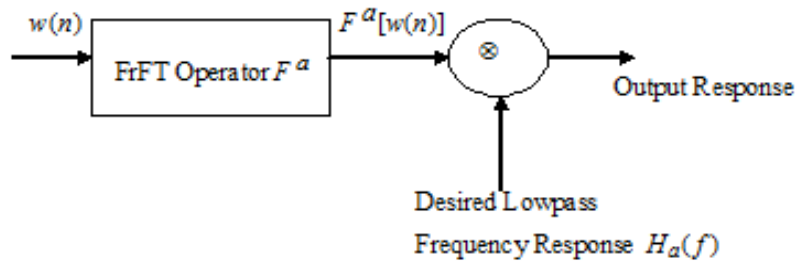 w(n)
F^a[w(n)]
FrFT Operator F^a
⊗
Output Response
Desired Lowpass
Frequency Response H_a(f)